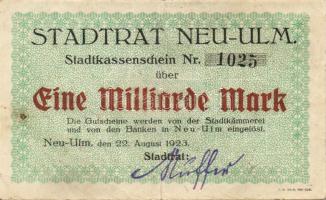 STADTRAT NEU-ULM.
Stadtkassenschein Nr. 1025
über
Eine Milliarde Mark
Die Gutscheine werden von der Stadtkämmerei
und von den Banken in Neu-Ulm eingelöst.
Neu-Ulm, den 22. August 1923.
Stadtrat: